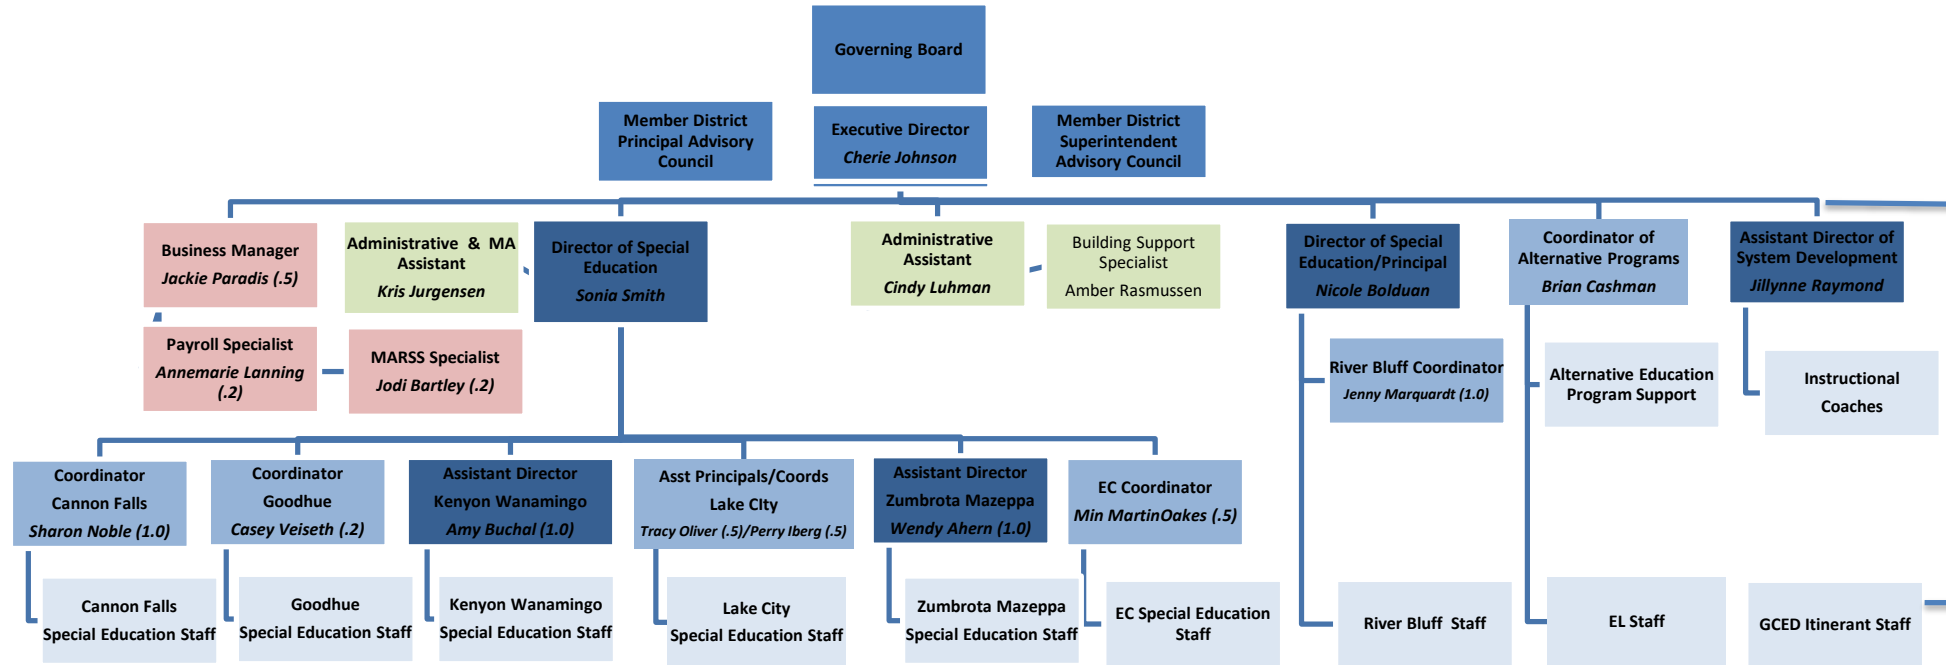 Governing Board
Member District
Principal Advisory
Council
Executive Director
Cherie Johnson
Member District
Superintendent
Advisory Council
Business Manager
Jackie Paradis (.5)
Administrative & MA
Assistant
Kris Jurgensen
Director of Special
Education
Sonia Smith
Administrative
Assistant
Cindy Luhman
Building Support
Specialist
Amber Rasmussen
Director of Special
Education/Principal
Nicole Bolduan
Coordinator of
Alternative Programs
Brian Cashman
Assistant Director of
System Development
Jillynne Raymond
Payroll Specialist
Annemarie Lanning
(.2)
MARSS Specialist
Jodi Bartley (.2)
River Bluff Coordinator
Jenny Marquardt (1.0)
Alternative Education
Program Support
Instructional
Coaches
Coordinator
Cannon Falls
Sharon Noble (1.0)
Coordinator
Goodhue
Casey Veiseth (.2)
Assistant Director
Kenyon Wanamingo
Amy Buchal (1.0)
Asst Principals/Coords
Lake CIty
Tracy Oliver (.5)/Perry Iberg (.5)
Assistant Director
Zumbrota Mazeppa
Wendy Ahern (1.0)
EC Coordinator
Min MartinOakes (.5)
Cannon Falls
Special Education Staff
Goodhue
Special Education Staff
Kenyon Wanamingo
Special Education Staff
Lake City
Special Education Staff
Zumbrota Mazeppa
Special Education Staff
EC Special Education
Staff
River Bluff Staff
EL Staff
GCED Itinerant Staff